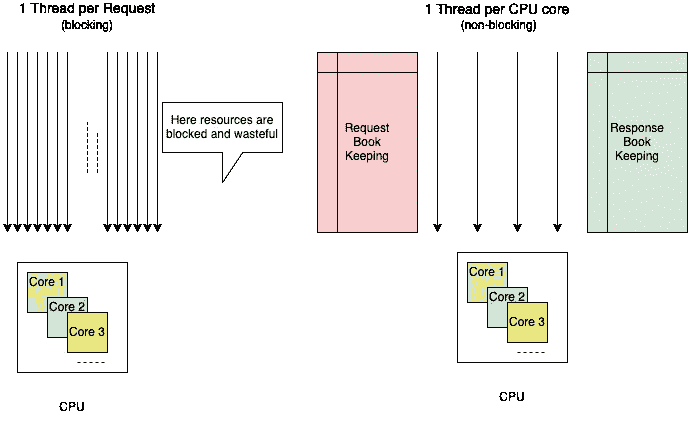 1 Thread per Request
(blocking)
1 Thread per CPU core
(non-blocking)
Here resources are
blocked and wasteful
Request
Book
Keeping
Response
Book
Keeping
Core 1
Core 2
Core 3
CPU
Core 1
Core 2
Core 3
CPU